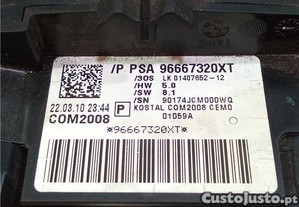 /P PSA 96667320XT
/30S LK 01407652-12
/HW 5.0
/SW 8.1
/SN 90174JCM000WQ
22.03.10 23:44 P KOSTAL COM2008 CEMO
COM2008 01059A
*96667320XT*
CustoJusto.pt